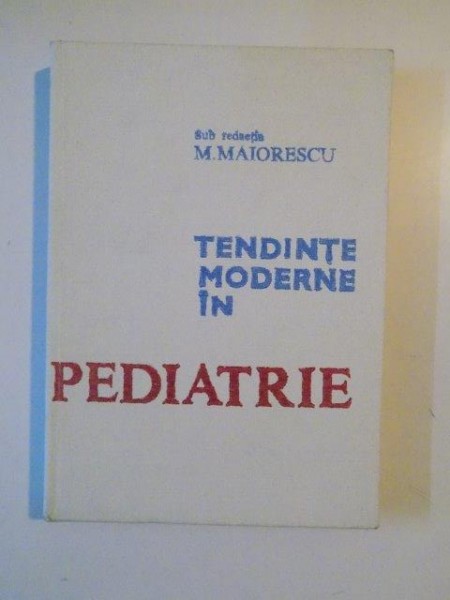 Sub redacția
M. MAIORESCU
TENDINȚE
MODERNE
ÎN
PEDIATRIE